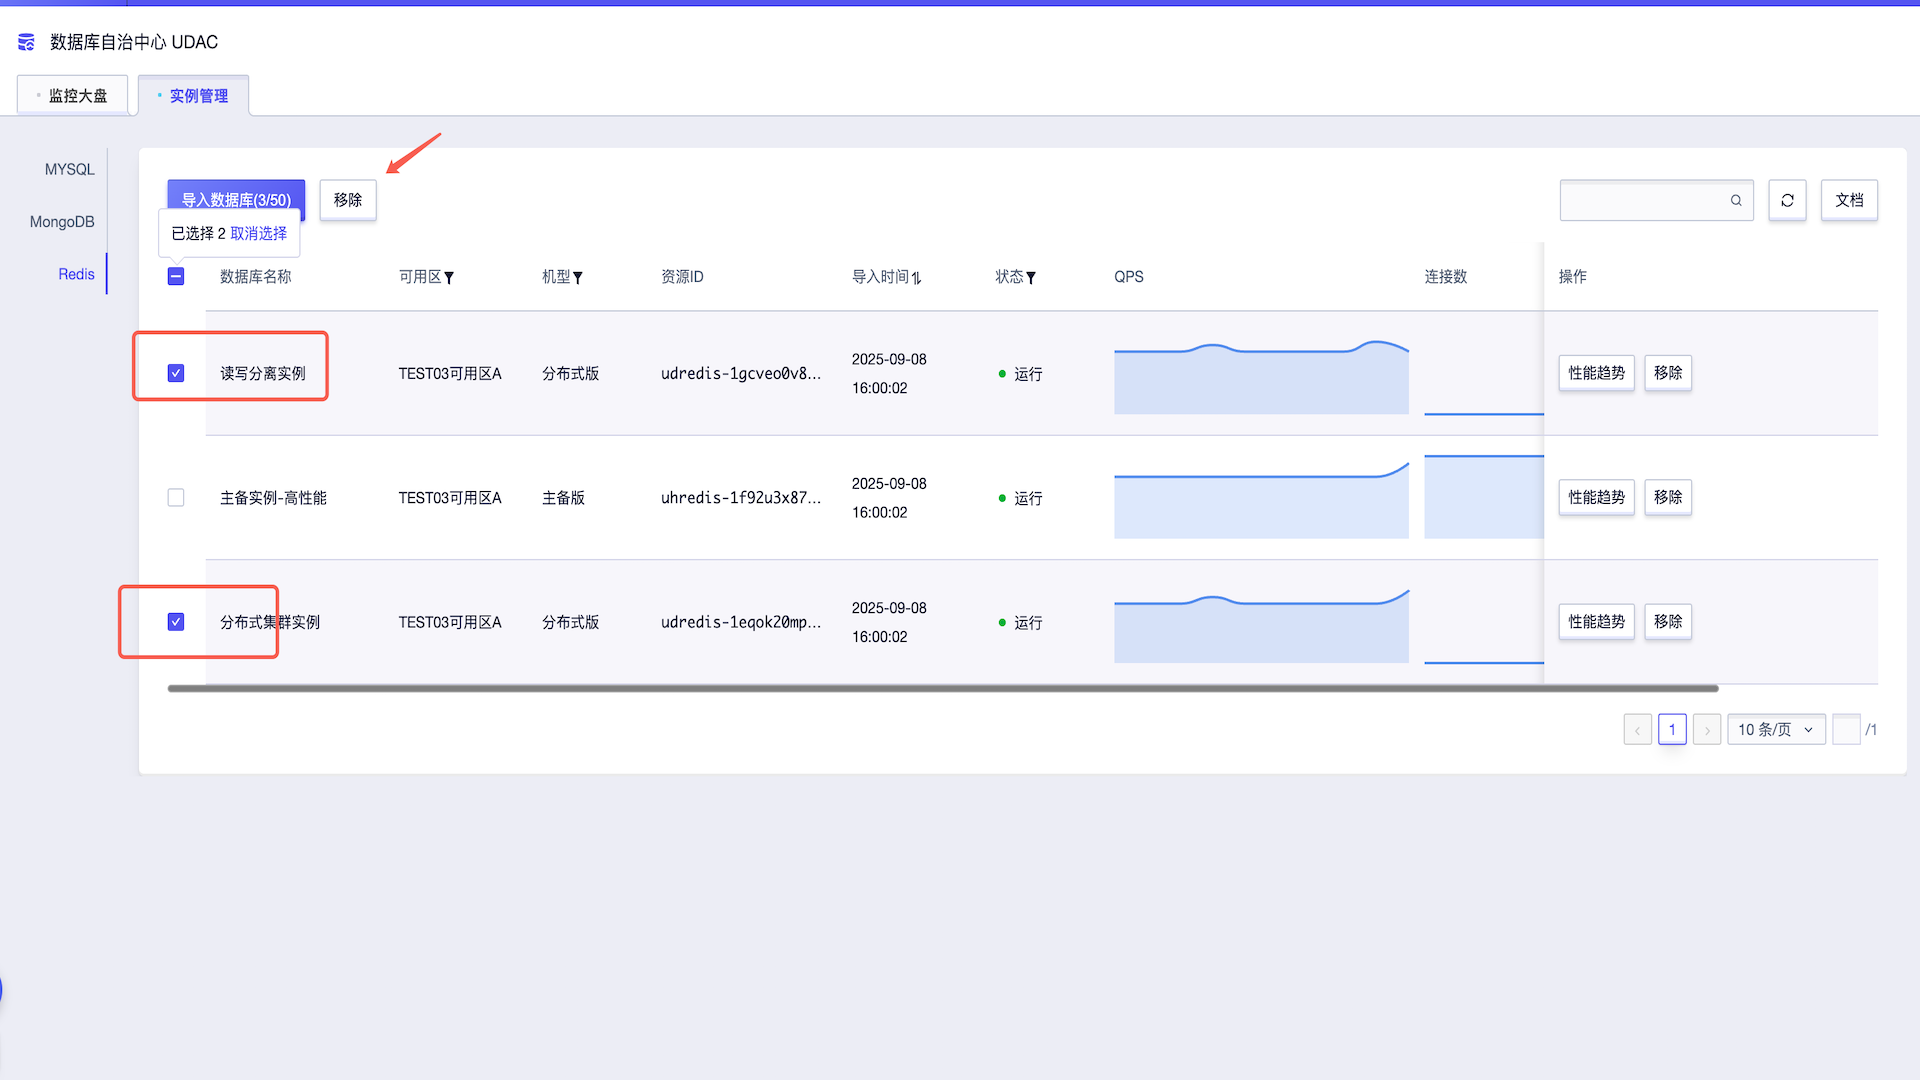 数据库自治中心 UDAC
监控大盘
实例管理
MYSQL
MongoDB
Redis
导入数据库(3/50)
移除
文档
已选择 2 取消选择
数据库名称 可用区 机型 资源ID 导入时间 状态 QPS 连接数 操作
读写分离实例 TEST03可用区A 分布式版 udredis-1gcveo0v8... 2025-09-08 16:00:02 运行 性能趋势 移除
主备实例-高性能 TEST03可用区A 主备版 uhredis-1f92u3x87... 2025-09-08 16:00:02 运行 性能趋势 移除
分布式集群实例 TEST03可用区A 分布式版 udredis-1eqok20mp... 2025-09-08 16:00:02 运行 性能趋势 移除
1 10 条/页 /1